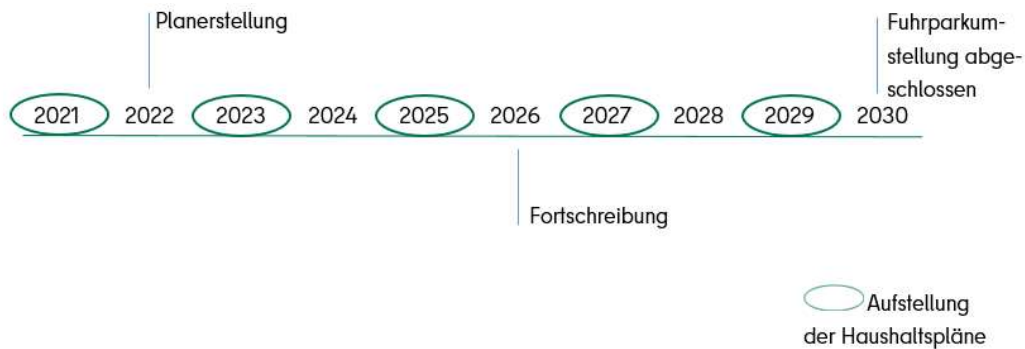 Planerstellung
Fuhrparkum-
stellung abge-
schlossen
2021 2022 2023 2024 2025 2026 2027 2028 2029 2030
Fortschreibung
Aufstellung
der Haushaltspläne